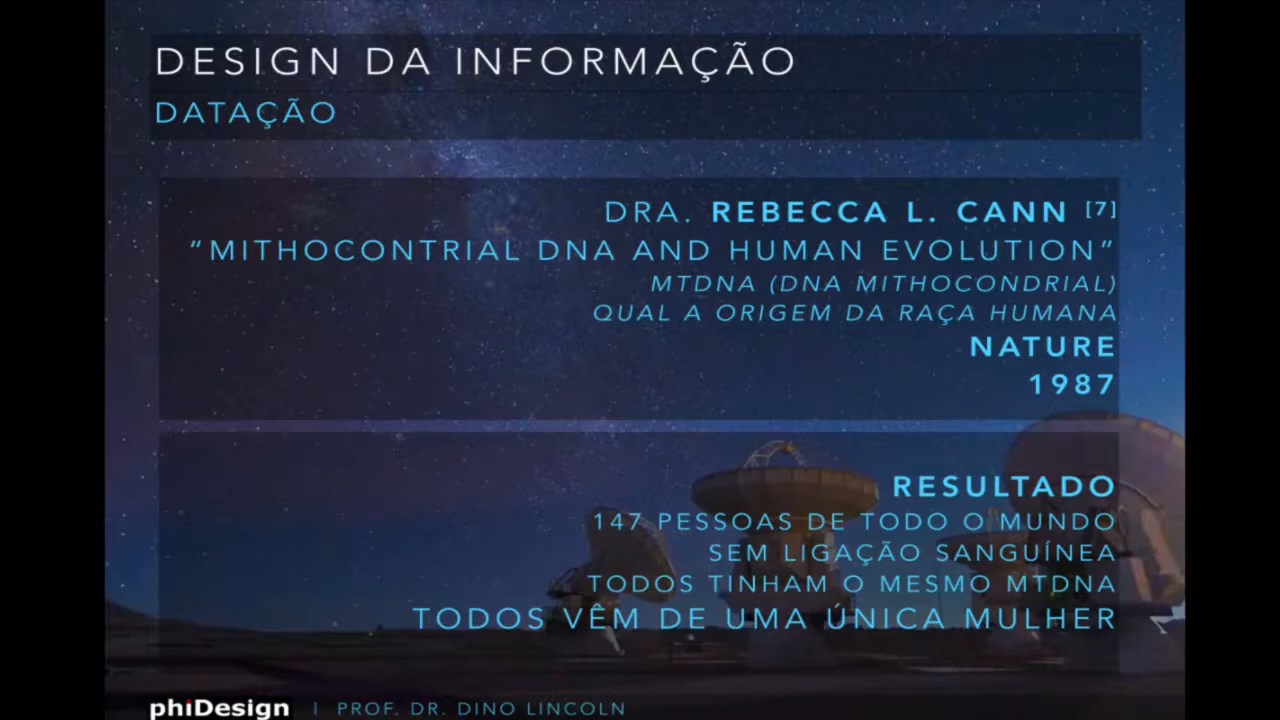 DESIGN DA INFORMAÇÃO
DATAÇÃO
DRA. REBECCA L. CANN [7]
“MITHOCONTRIAL DNA AND HUMAN EVOLUTION”
MTDNA (DNA MITHOCONDRIAL)
QUAL A ORIGEM DA RAÇA HUMANA
NATURE
1987
RESULTADO
147 PESSOAS DE TODO O MUNDO
SEM LIGAÇÃO SANGUÍNEA
TODOS TINHAM O MESMO MTDNA
TODOS VÊM DE UMA ÚNICA MULHER
phiDesign | PROF. DR. DINO LINCOLN